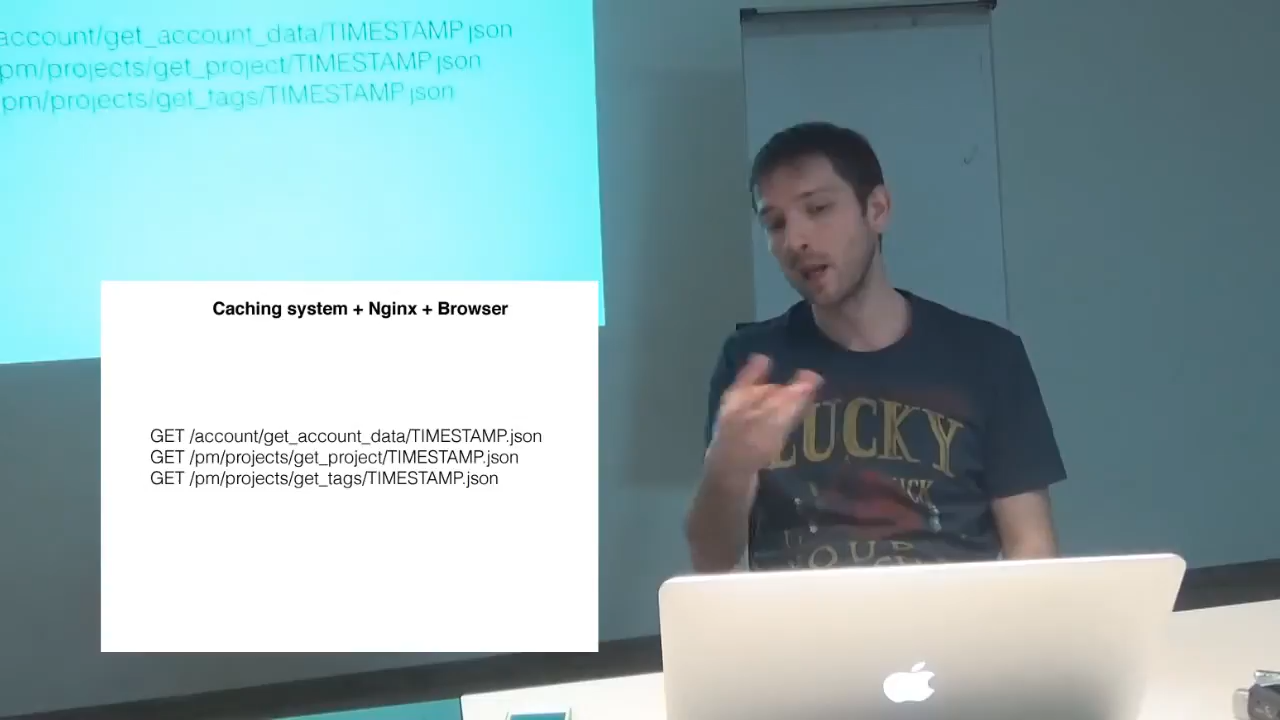 account/get_account_data/TIMESTAMP.json
pm/projects/get_project/TIMESTAMP.json
pm/projects/get_tags/TIMESTAMP.json
Caching system + Nginx + Browser
GET /account/get_account_data/TIMESTAMP.json
GET /pm/projects/get_project/TIMESTAMP.json
GET /pm/projects/get_tags/TIMESTAMP.json
LUCKY